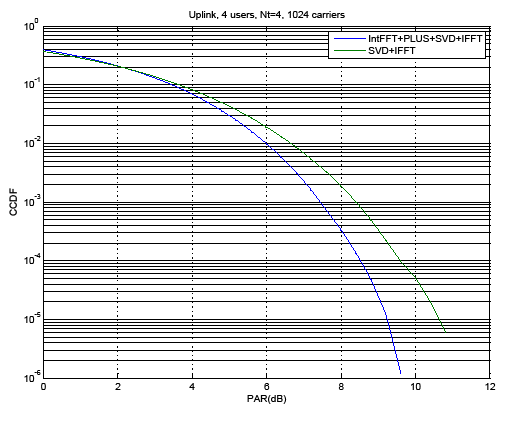 Uplink, 4 users, Nt=4, 1024 carriers
IntFFT+PLUS+SVD+IFFT
SVD+IFFT
CCDF
10^0
10^-1
10^-2
10^-3
10^-4
10^-5
10^-6
0 2 4 6 8 10 12
PAR(dB)